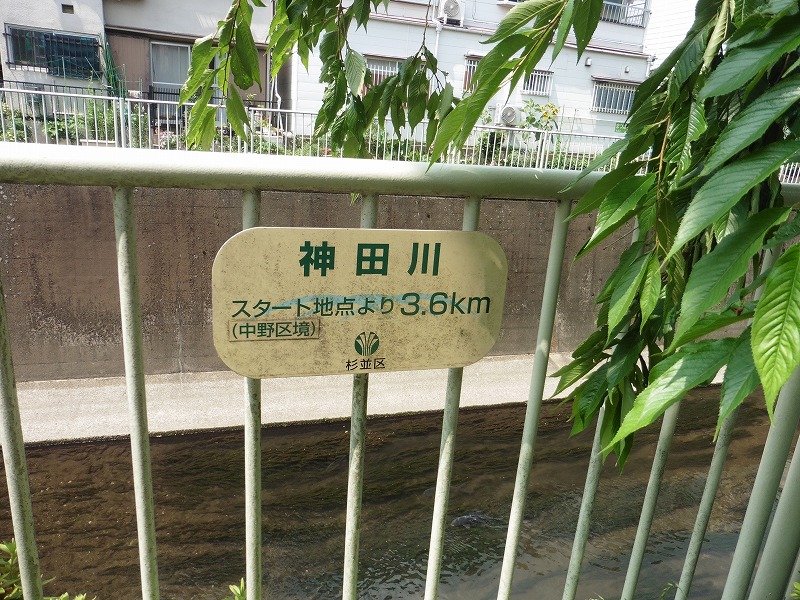 神田川
スタート地点より3.6km
(中野区境)
杉並区